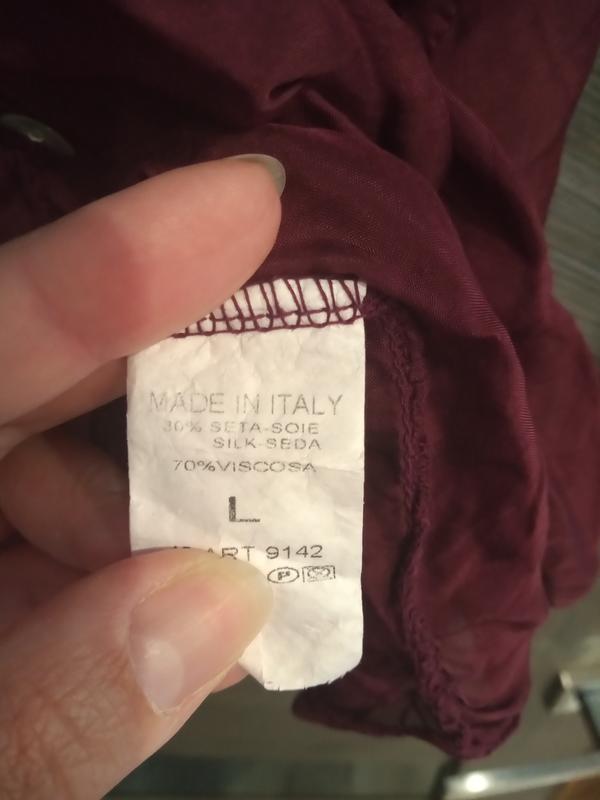 MADE IN ITALY
30% SETA-SOIE
SILK-SEDA
70%VISCOSA
L
ART 9142
P